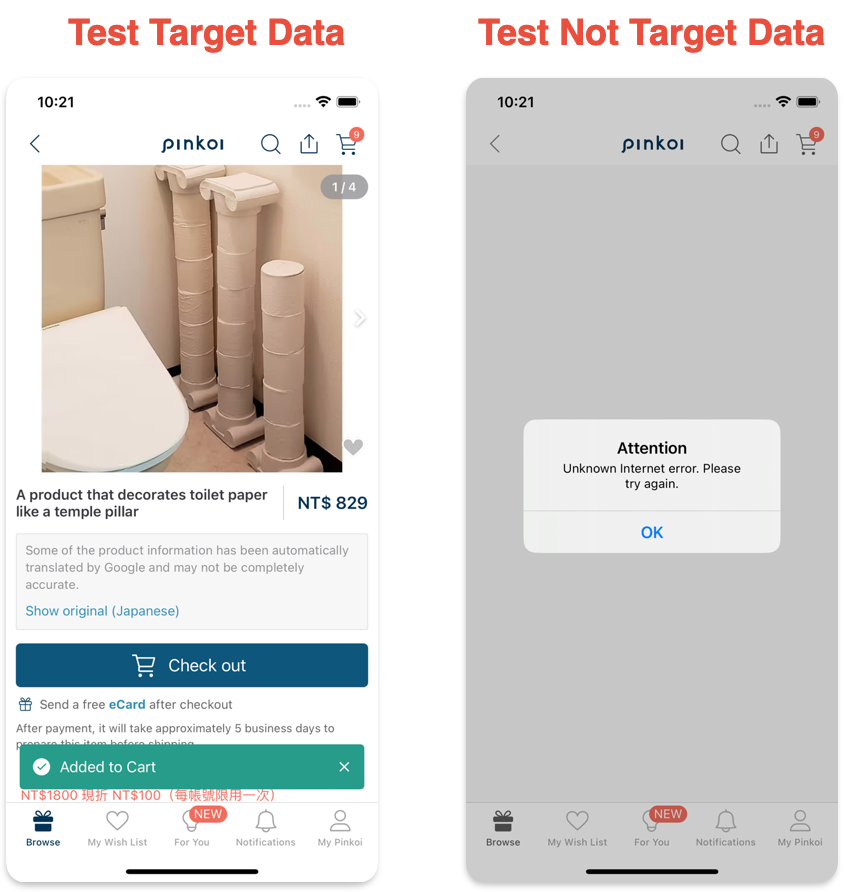 Test Target Data
Test Not Target Data
10:21
pinkoi
9
1 / 4
A product that decorates toilet paper
like a temple pillar
NT$ 829
Some of the product information has been automatically
translated by Google and may not be completely
accurate.
Show original (Japanese)
Check out
Send a free eCard after checkout
After payment, it will take approximately 5 business days to
prepare this item before shipping
Added to Cart
NT$1800 現折 NT$100（每帳號限用一次）
NEW
Browse
My Wish List
For You
Notifications
My Pinkoi
10:21
pinkoi
9
Attention
Unknown Internet error. Please
try again.
OK
NEW
Browse
My Wish List
For You
Notifications
My Pinkoi